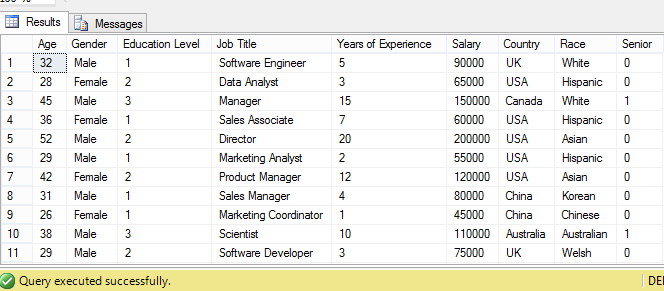 Results Messages
Age Gender Education Level Job Title Years of Experience Salary Country Race Senior
1 32 Male 1 Software Engineer 5 90000 UK White 0
2 28 Female 2 Data Analyst 3 65000 USA Hispanic 0
3 45 Male 3 Manager 15 150000 Canada White 1
4 36 Female 1 Sales Associate 7 60000 USA Hispanic 0
5 52 Male 2 Director 20 200000 USA Asian 0
6 29 Male 1 Marketing Analyst 2 55000 USA Hispanic 0
7 42 Female 2 Product Manager 12 120000 USA Asian 0
8 31 Male 1 Sales Manager 4 80000 China Korean 0
9 26 Female 1 Marketing Coordinator 1 45000 China Chinese 0
10 38 Male 3 Scientist 10 110000 Australia Australian 1
11 29 Male 2 Software Developer 3 75000 UK Welsh 0
Query executed successfully.